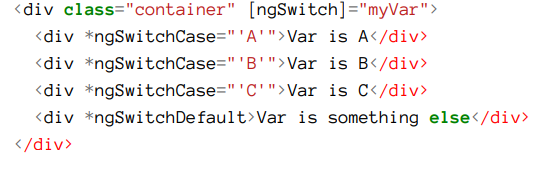 <div class="container" [ngSwitch]="myVar">
  <div *ngSwitchCase="'A'">Var is A</div>
  <div *ngSwitchCase="'B'">Var is B</div>
  <div *ngSwitchCase="'C'">Var is C</div>
  <div *ngSwitchDefault>Var is something else</div>
</div>